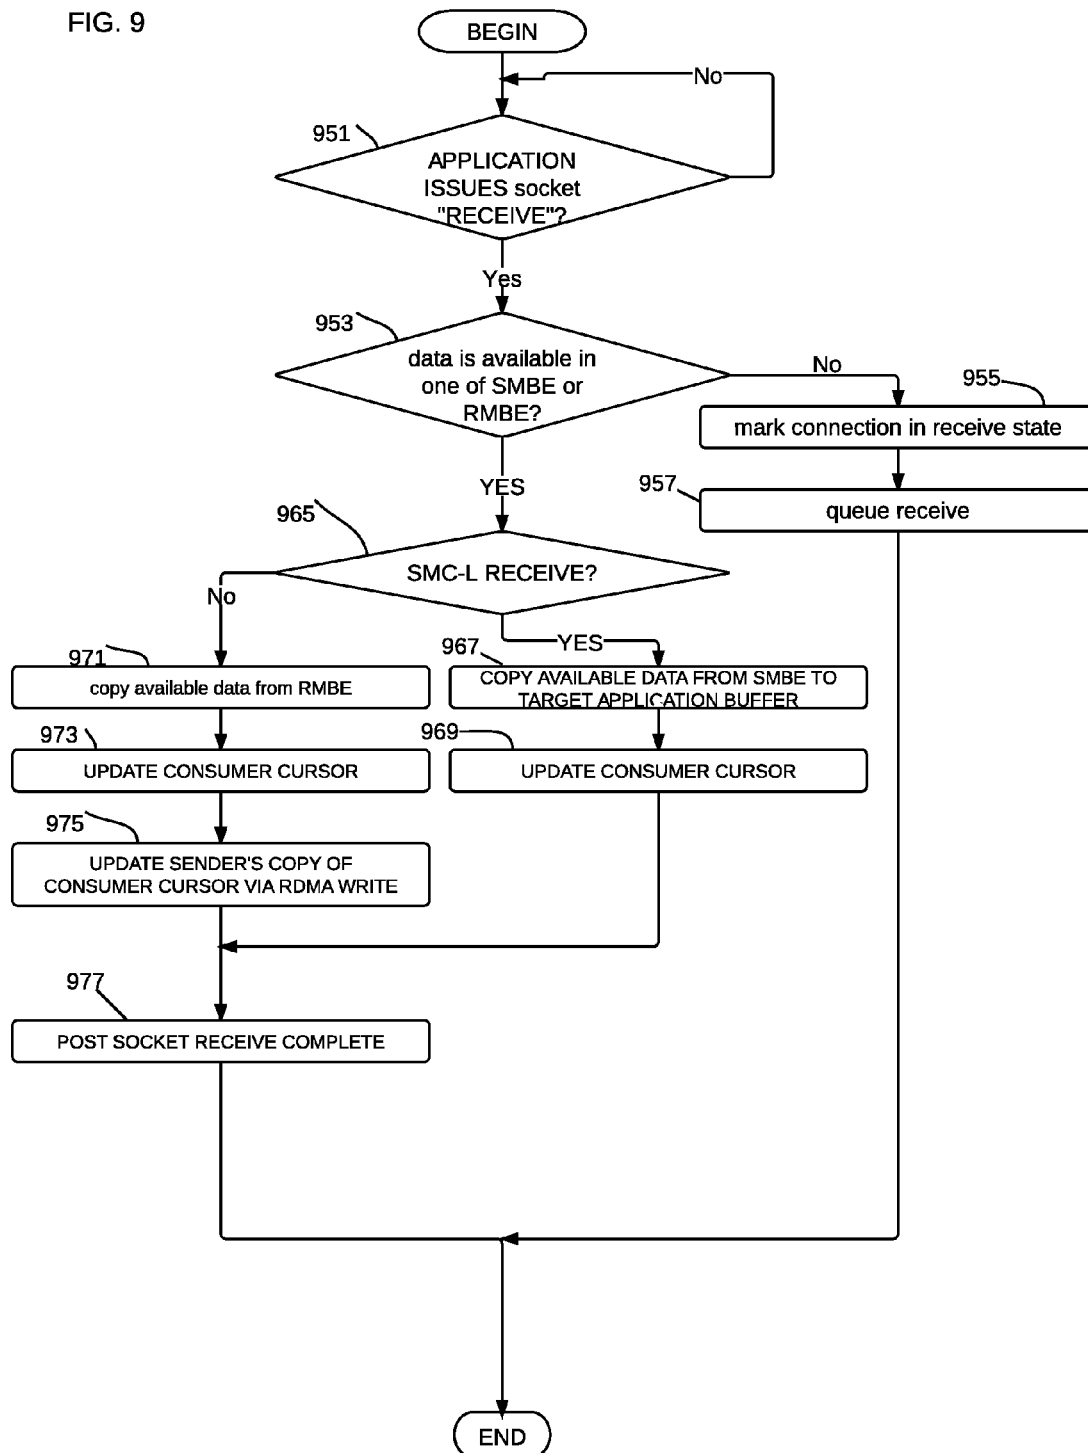 FIG. 9
BEGIN
No
951
APPLICATION
ISSUES socket
"RECEIVE"?
Yes
953
data is available in
one of SMBE or
RMBE?
No
955
mark connection in receive state
YES
957
queue receive
965
SMC-L RECEIVE?
No
YES
971
copy available data from RMBE
967
COPY AVAILABLE DATA FROM SMBE TO
TARGET APPLICATION BUFFER
973
UPDATE CONSUMER CURSOR
969
UPDATE CONSUMER CURSOR
975
UPDATE SENDER'S COPY OF
CONSUMER CURSOR VIA RDMA WRITE
977
POST SOCKET RECEIVE COMPLETE
END